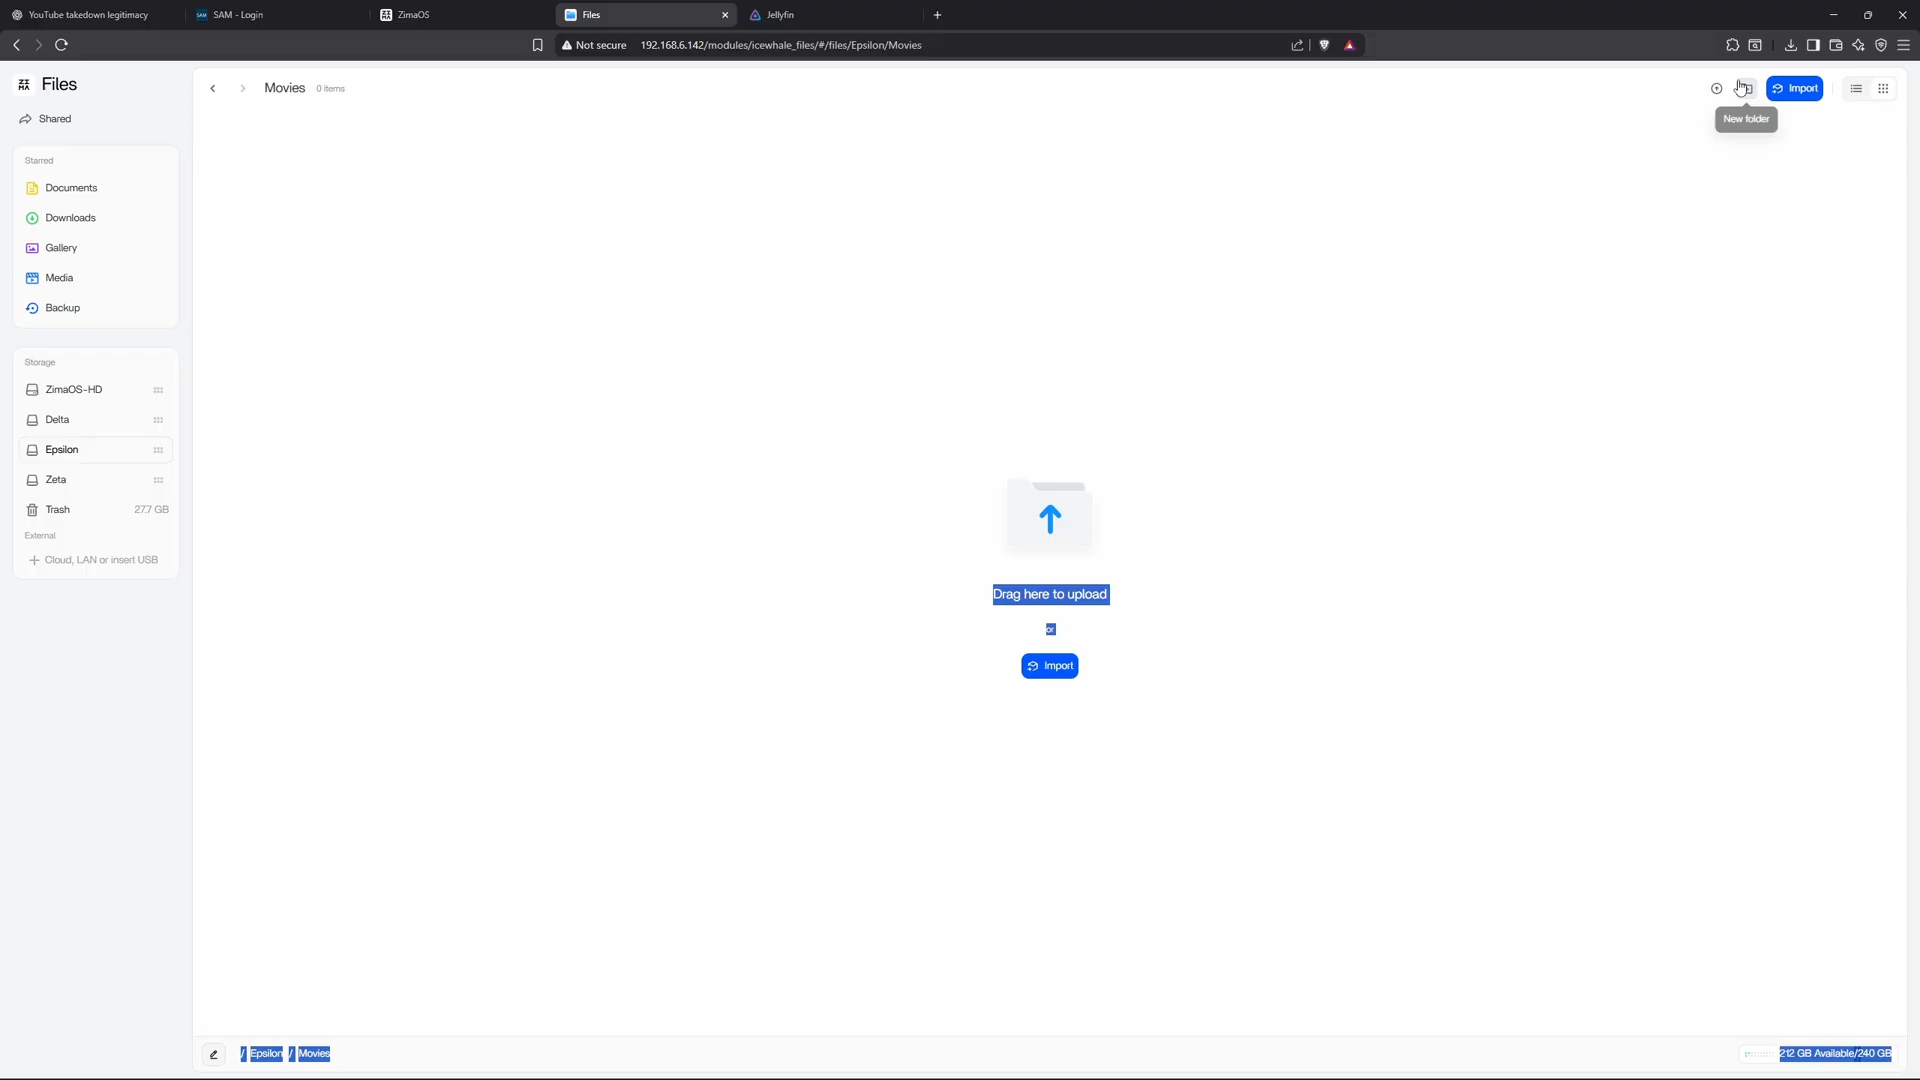 YouTube takedown legitimacy
SAM
SAM - Login
ZIMA
ZimaOS
Files
Jellyfin
Not secure
192.168.6.142/modules/icewhale_files/#/files/Epsilon/Movies
ZIMA
Files
Movies
0 items
Import
New folder
Shared
Starred
Documents
Downloads
Gallery
Media
Backup
Storage
ZimaOS-HD
Delta
Epsilon
Zeta
Trash
27.7 GB
External
Cloud, LAN or insert USB
Drag here to upload
or
Import
/ Epsilon / Movies
212 GB Available/240 GB